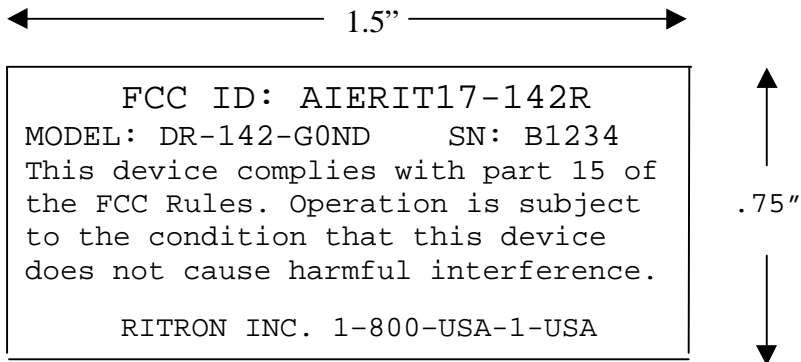 1.5”
FCC ID: AIERIT17-142R
MODEL: DR-142-G0ND SN: B1234
This device complies with part 15 of
the FCC Rules. Operation is subject
to the condition that this device
does not cause harmful interference.
.75”
RITRON INC. 1-800-USA-1-USA